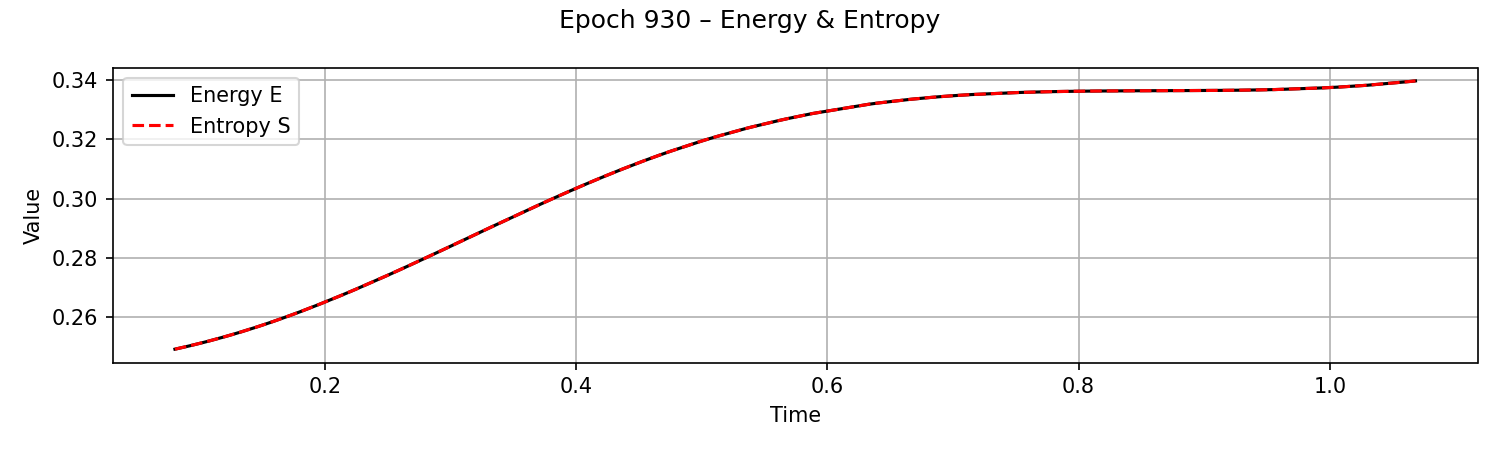 Epoch 930 – Energy & Entropy
Energy E
Entropy S
Value
0.34
0.32
0.30
0.28
0.26
0.2 0.4 0.6 0.8 1.0
Time